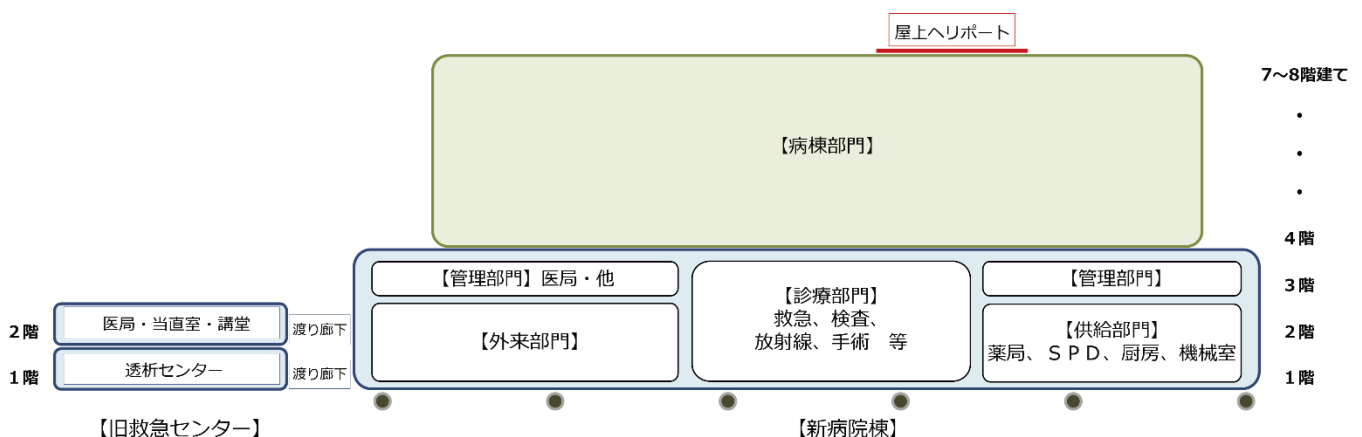 屋上ヘリポート
7～8階建て
・
・
・
【病棟部門】
4階
【管理部門】医局・他
【診療部門】
救急、検査、
放射線、手術　等
【管理部門】
3階
2階
医局・当直室・講堂
渡り廊下
【外来部門】
【供給部門】
薬局、ＳＰＤ、厨房、機械室
2階
1階
透析センター
渡り廊下
1階
【旧救急センター】
【新病院棟】